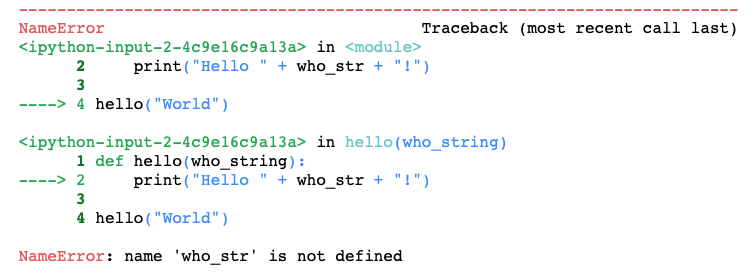 ---------------------------------------------------------------------------
NameError                                 Traceback (most recent call last)
<ipython-input-2-4c9e16c9a13a> in <module>
      2     print("Hello " + who_str + "!")
      3
----> 4 hello("World")

<ipython-input-2-4c9e16c9a13a> in hello(who_string)
      1 def hello(who_string):
----> 2     print("Hello " + who_str + "!")
      3
      4 hello("World")

NameError: name 'who_str' is not defined